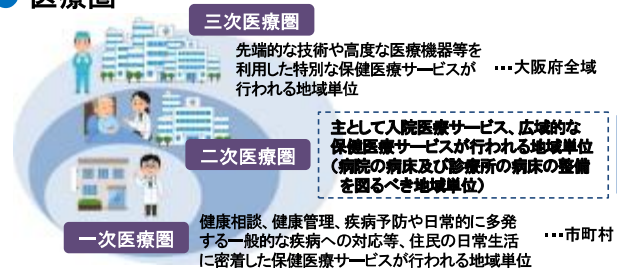 医療圏
三次医療圏
先端的な技術や高度な医療機器等を
利用した特別な保健医療サービスが
行われる地域単位
…大阪府全域
主として入院医療サービス、広域的な
保健医療サービスが行われる地域単位
（病院の病床及び診療所の病床の整備
を図るべき地域単位）
二次医療圏
健康相談、健康管理、疾病予防や日常的に多発
する一般的な疾病への対応等、住民の日常生活
に密着した保健医療サービスが行われる地域単位
…市町村
一次医療圏